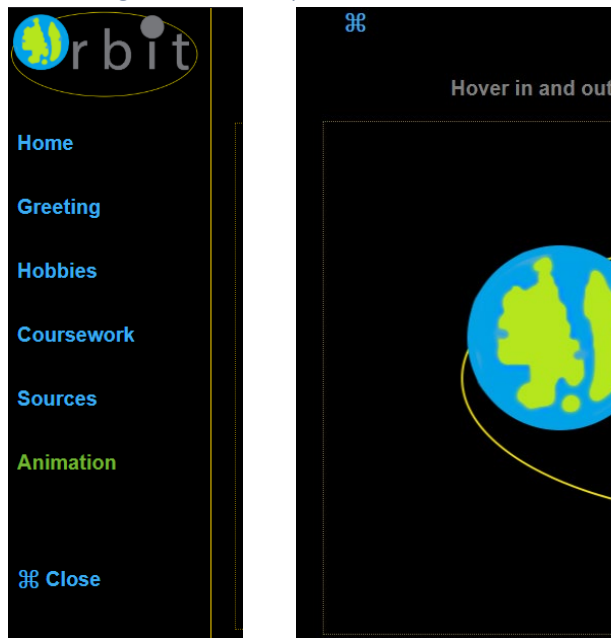 Orbit
Home
Greeting
Hobbies
Coursework
Sources
Animation
⌘ Close
⌘
Hover in and out